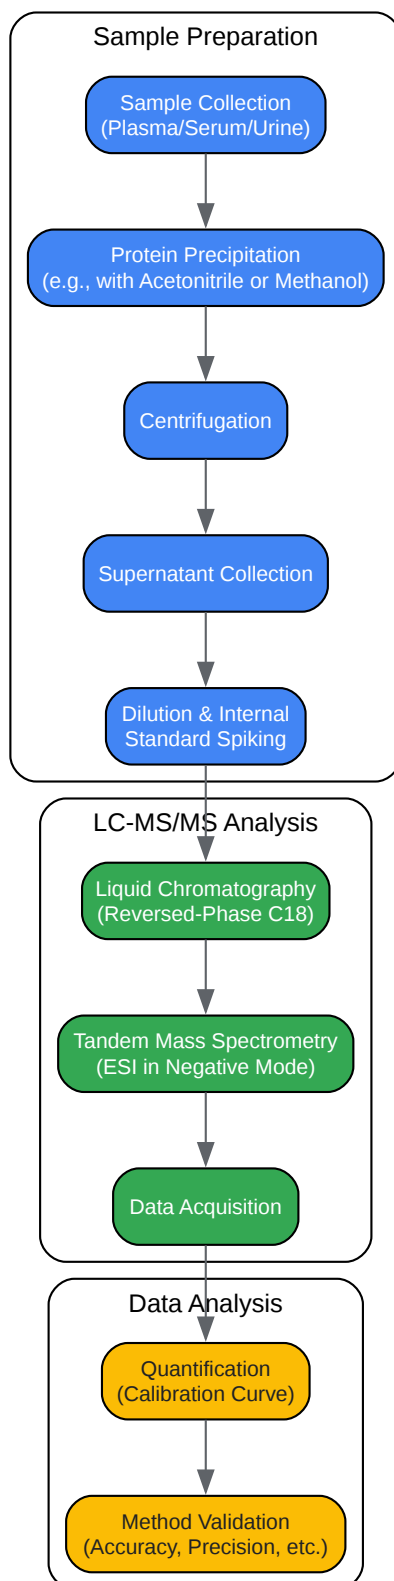 Sample Preparation
Sample Collection
(Plasma/Serum/Urine)
Protein Precipitation
(e.g., with Acetonitrile or Methanol)
Centrifugation
Supernatant Collection
Dilution & Internal
Standard Spiking
LC-MS/MS Analysis
Liquid Chromatography
(Reversed-Phase C18)
Tandem Mass Spectrometry
(ESI in Negative Mode)
Data Acquisition
Data Analysis
Quantification
(Calibration Curve)
Method Validation
(Accuracy, Precision, etc.)